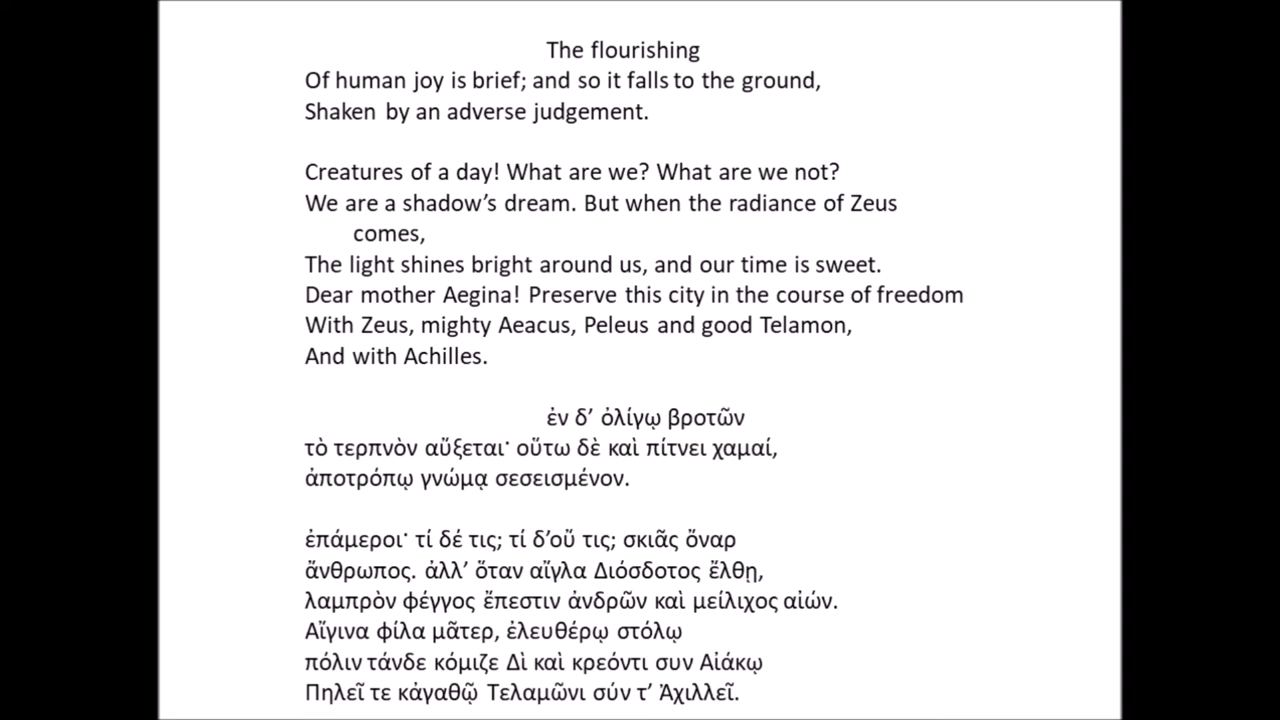 The flourishing
Of human joy is brief; and so it falls to the ground,
Shaken by an adverse judgement.
Creatures of a day! What are we? What are we not?
We are a shadow’s dream. But when the radiance of Zeus
comes,
The light shines bright around us, and our time is sweet.
Dear mother Aegina! Preserve this city in the course of freedom
With Zeus, mighty Aeacus, Peleus and good Telamon,
And with Achilles.
ἐν δ’ ὀλίγῳ βροτῶν
τὸ τερπνὸν αὔξεται· οὕτω δὲ καὶ πίτνει χαμαί,
ἀποτρόπῳ γνώμᾳ σεσεισμένον.
ἐπάμεροι· τί δέ τις; τί δ’οὔ τις; σκιᾶς ὄναρ
ἄνθρωπος. ἀλλ’ ὅταν αἴγλα Διόσδοτος ἔλθῃ,
λαμπρὸν φέγγος ἔπεστιν ἀνδρῶν καὶ μείλιχος αἰών.
Αἴγινα φίλα μᾶτερ, ἐλευθέρῳ στόλῳ
πόλιν τάνδε κόμιζε Δὶ καὶ κρεόντι συν Αἰάκῳ
Πηλεῖ τε κἀγαθῷ Τελαμῶνι σύν τ’ Ἀχιλλεῖ.